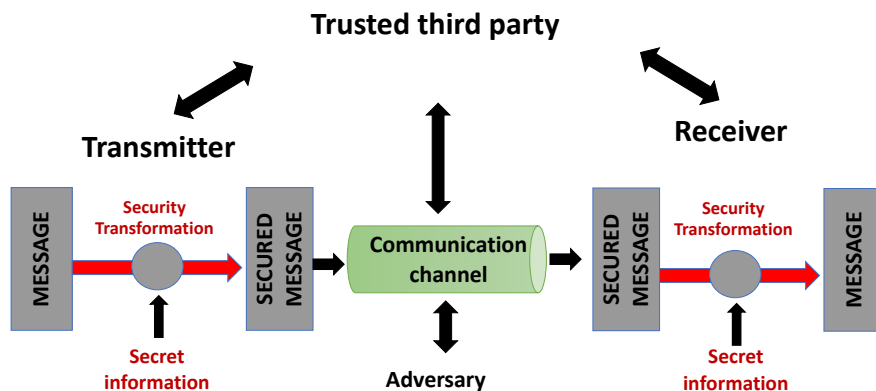 Trusted third party
Transmitter
Receiver
MESSAGE
Security
Transformation
SECURED
MESSAGE
Communication
channel
SECURED
MESSAGE
Security
Transformation
MESSAGE
Secret
information
Adversary
Secret
information